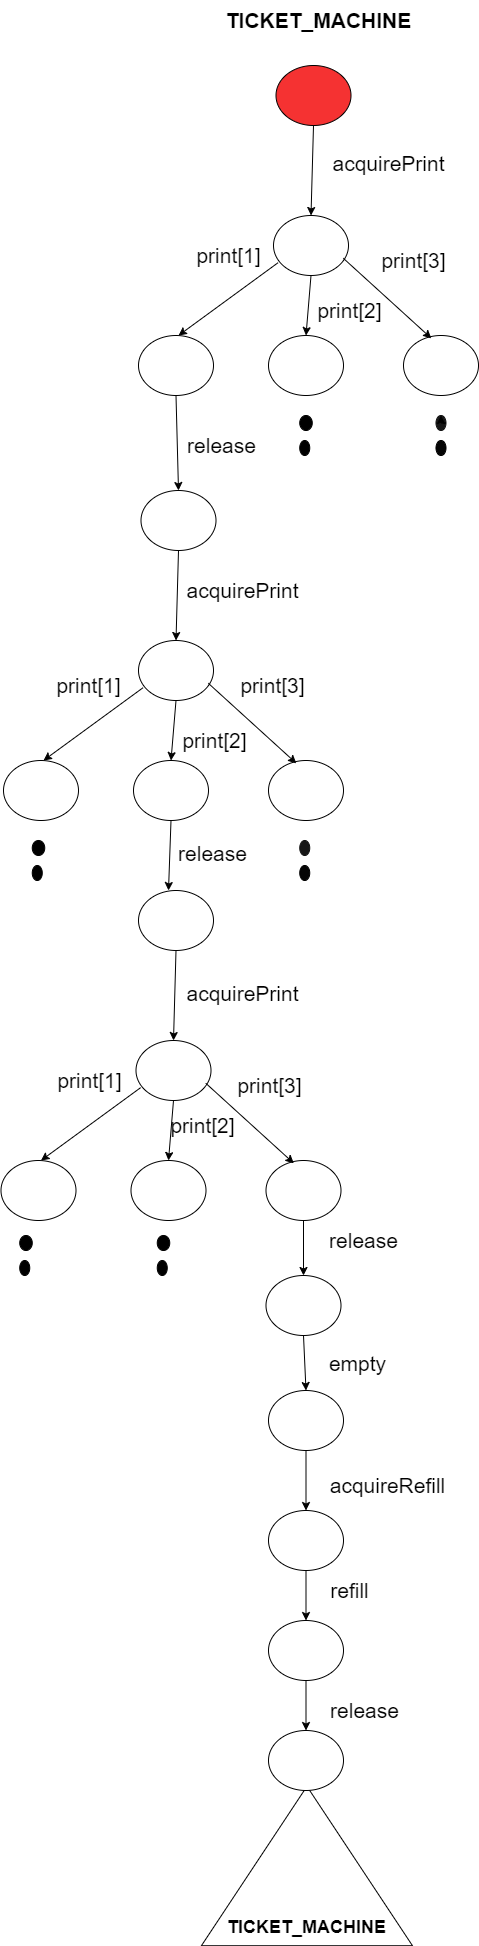 TICKET_MACHINE
acquirePrint
print[1]
print[3]
print[2]
release
acquirePrint
print[1]
print[3]
print[2]
release
acquirePrint
print[1]
print[3]
print[2]
release
empty
acquireRefill
refill
release
TICKET_MACHINE